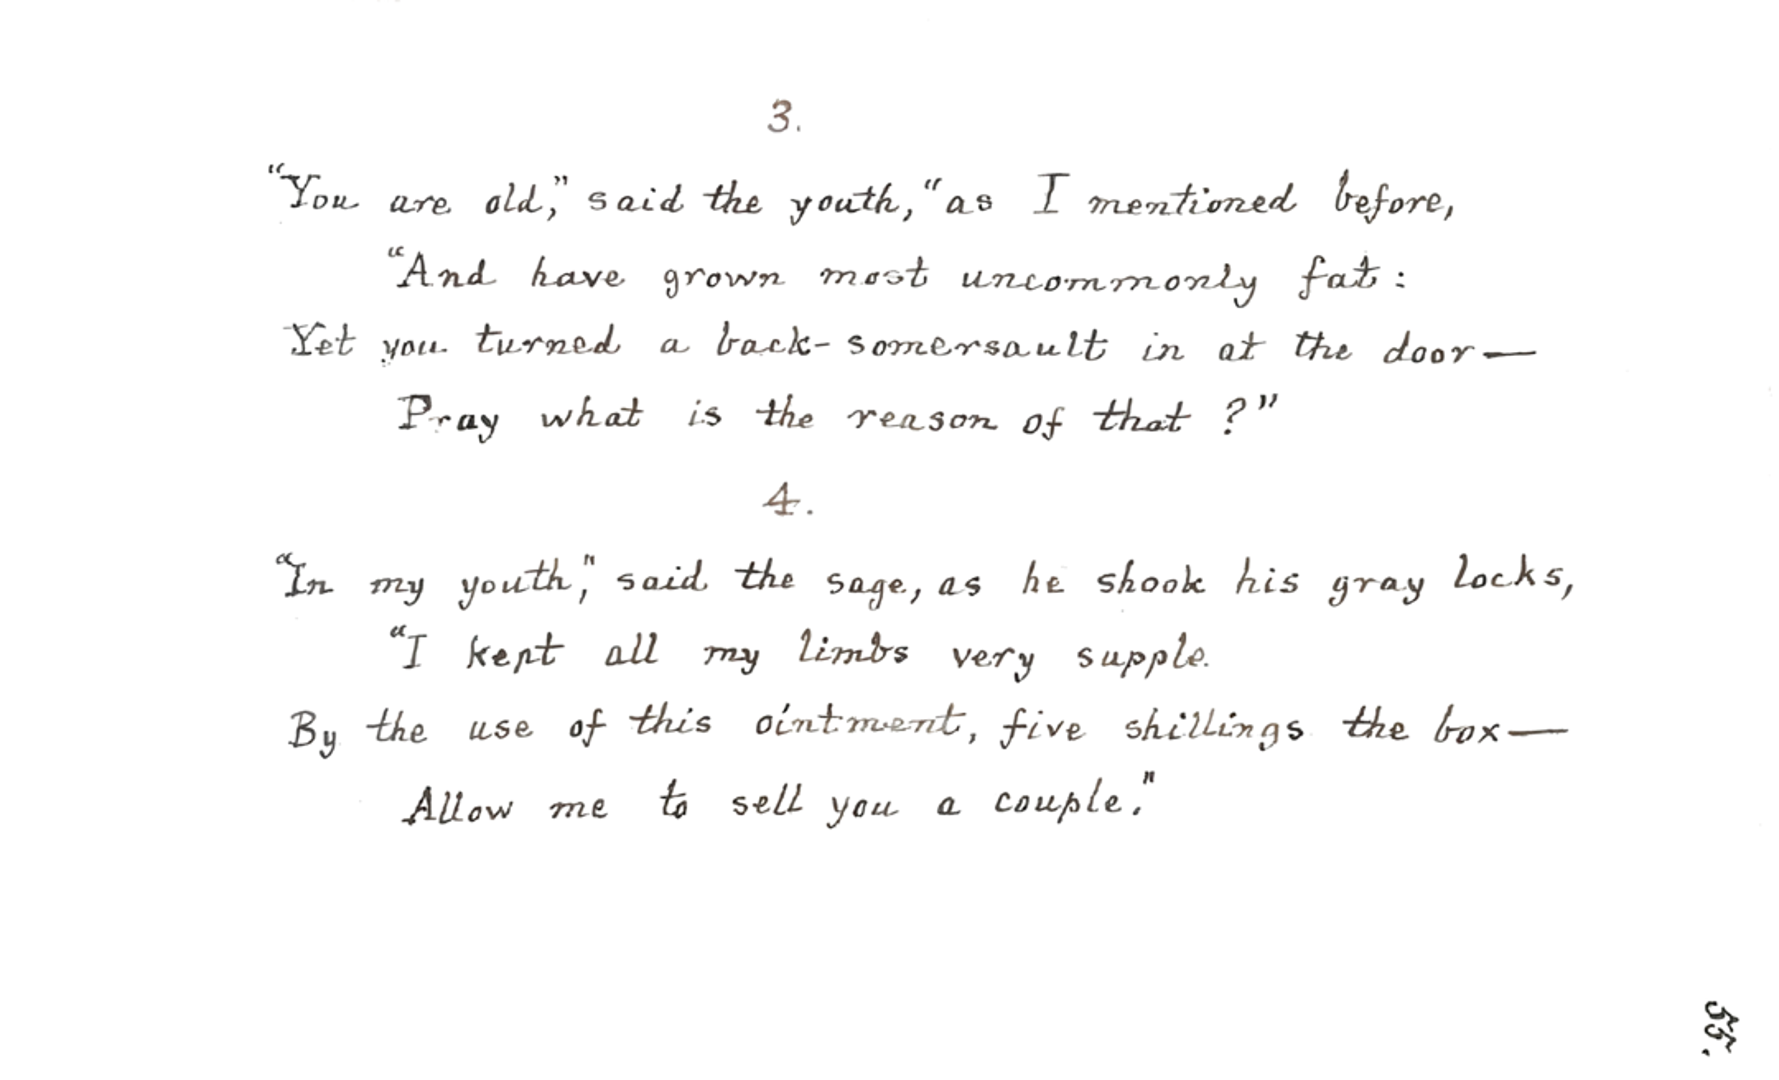 3.
“You are old,” said the youth, “as I mentioned before,
“And have grown most uncommonly fat:
Yet you turned a back-somersault in at the door—
Pray what is the reason of that?”
4.
“In my youth,” said the sage, as he shook his gray locks,
“I kept all my limbs very supple.
By the use of this ointment, five shillings the box—
Allow me to sell you a couple.”
55.